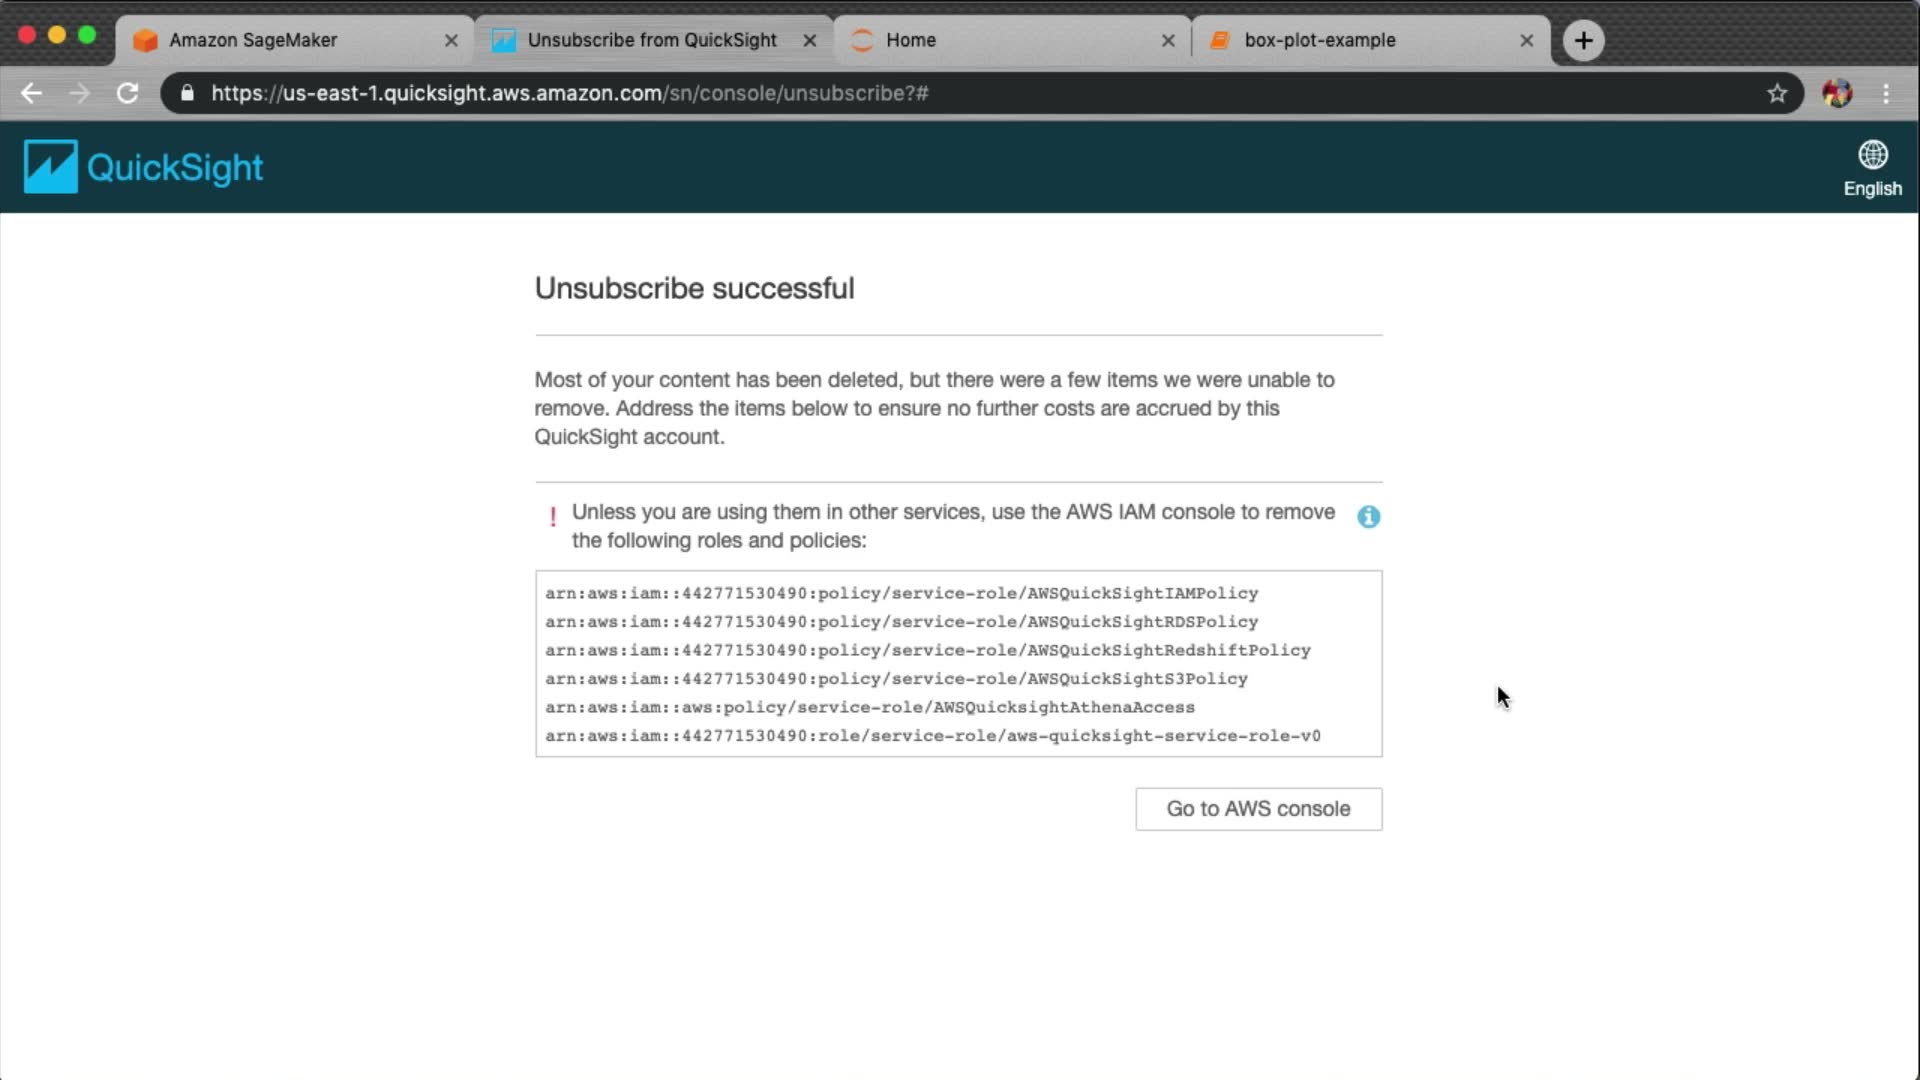 Amazon SageMaker
Unsubscribe from QuickSight
Home
box-plot-example
https://us-east-1.quicksight.aws.amazon.com/sn/console/unsubscribe?#
QuickSight
English
Unsubscribe successful
Most of your content has been deleted, but there were a few items we were unable to
remove. Address the items below to ensure no further costs are accrued by this
QuickSight account.
! Unless you are using them in other services, use the AWS IAM console to remove
the following roles and policies:
arn:aws:iam::442771530490:policy/service-role/AWSQuickSightIAMPolicy
arn:aws:iam::442771530490:policy/service-role/AWSQuickSightRDSPolicy
arn:aws:iam::442771530490:policy/service-role/AWSQuickSightRedshiftPolicy
arn:aws:iam::442771530490:policy/service-role/AWSQuickSightS3Policy
arn:aws:iam::aws:policy/service-role/AWSQuicksightAthenaAccess
arn:aws:iam::442771530490:role/service-role/aws-quicksight-service-role-v0
Go to AWS console